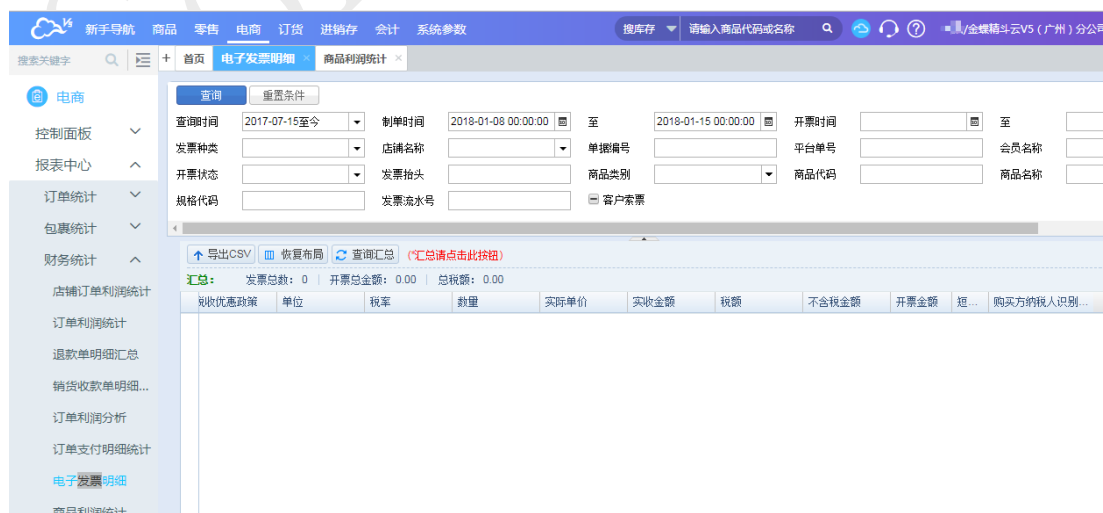 V5 新手导航 商品 零售 电商 订货 进销存 会计 系统参数 搜库存 请输入商品代码或名称 /金蝶精斗云V5（广州）分公司
搜索关键字 + 首页 电子发票明细 × 商品利润统计 ×
电商
控制面板
报表中心
订单统计
包裹统计
财务统计
店铺订单利润统计
订单利润统计
退款单明细汇总
销货收款单明细...
订单利润分析
订单支付明细统计
电子发票明细
商品利润统计
查询 重置条件
查询时间 2017-07-15至今 制单时间 2018-01-08 00:00:00 至 2018-01-15 00:00:00 开票时间 至
发票种类 店铺名称 单据编号 平台单号 会员名称
开票状态 发票抬头 商品类别 商品代码 商品名称
规格代码 发票流水号 客户索票
导出CSV 恢复布局 查询汇总 (*汇总请点击此按钮)
汇总： 发票总数：0 | 开票总金额：0.00 | 总税额：0.00
税收优惠政策 单位 税率 数量 实际单价 实收金额 税额 不含税金额 开票金额 短... 购买方纳税人识别...